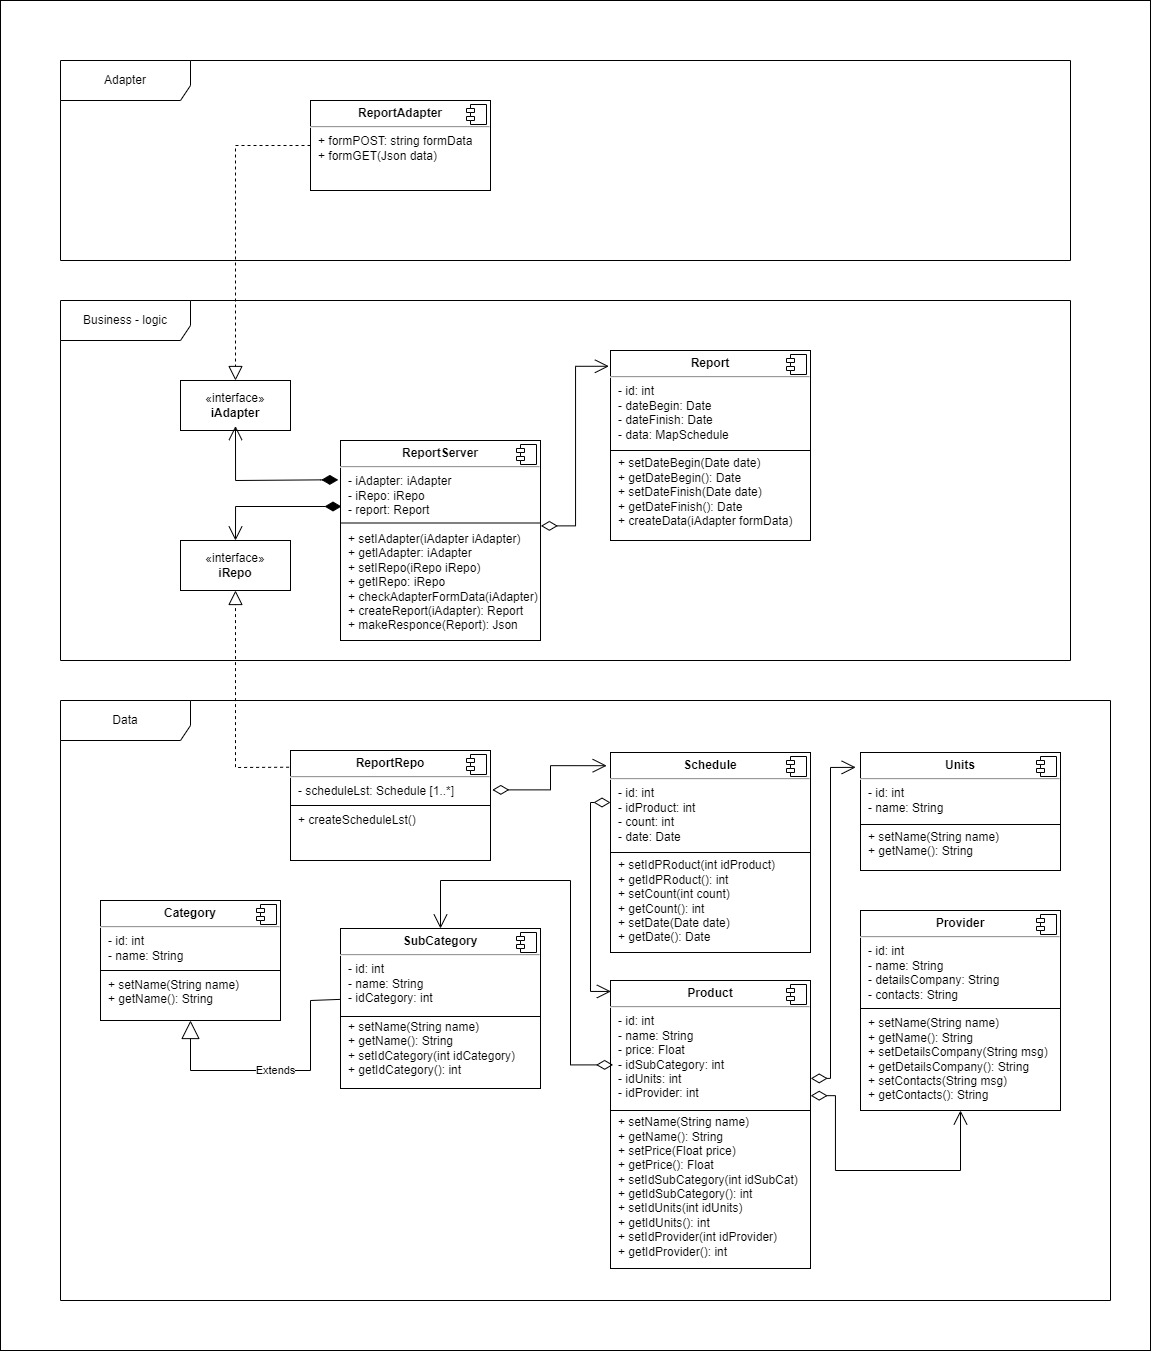 Adapter
ReportAdapter
+ formPOST: string formData
+ formGET(Json data)
Business - logic
«interface»
iAdapter
«interface»
iRepo
ReportServer
- iAdapter: iAdapter
- iRepo: iRepo
- report: Report
+ setIAdapter(iAdapter iAdapter)
+ getIAdapter: iAdapter
+ setIRepo(iRepo iRepo)
+ getIRepo: iRepo
+ checkAdapterFormData(iAdapter)
+ createReport(iAdapter): Report
+ makeResponce(Report): Json
Report
- id: int
- dateBegin: Date
- dateFinish: Date
- data: MapSchedule
+ setDateBegin(Date date)
+ getDateBegin(): Date
+ setDateFinish(Date date)
+ getDateFinish(): Date
+ createData(iAdapter formData)
Data
ReportRepo
- scheduleLst: Schedule [1..*]
+ createScheduleLst()
Schedule
- id: int
- idProduct: int
- count: int
- date: Date
+ setIdPRoduct(int idProduct)
+ getIdPRoduct(): int
+ setCount(int count)
+ getCount(): int
+ setDate(Date date)
+ getDate(): Date
Units
- id: int
- name: String
+ setName(String name)
+ getName(): String
Category
- id: int
- name: String
+ setName(String name)
+ getName(): String
Extends
SubCategory
- id: int
- name: String
- idCategory: int
+ setName(String name)
+ getName(): String
+ setIdCategory(int idCategory)
+ getIdCategory(): int
Product
- id: int
- name: String
- price: Float
- idSubCategory: int
- idUnits: int
- idProvider: int
+ setName(String name)
+ getName(): String
+ setPrice(Float price)
+ getPrice(): Float
+ setIdSubCategory(int idSubCat)
+ getIdSubCategory(): int
+ setIdUnits(int idUnits)
+ getIdUnits(): int
+ setIdProvider(int idProvider)
+ getIdProvider(): int
Provider
- id: int
- name: String
- detailsCompany: String
- contacts: String
+ setName(String name)
+ getName(): String
+ setDetailsCompany(String msg)
+ getDetailsCompany(): String
+ setContacts(String msg)
+ getContacts(): String